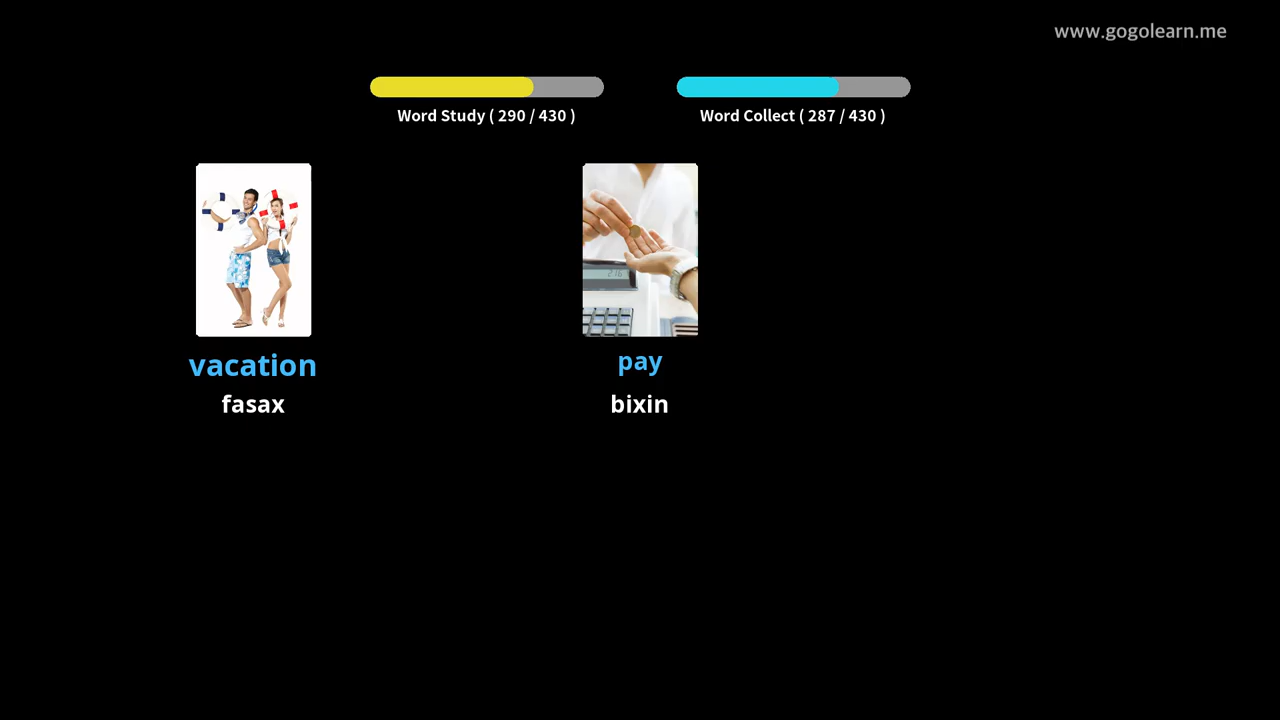 www.gogolearn.me
Word Study ( 290 / 430 )
Word Collect ( 287 / 430 )
vacation
fasax
pay
bixin